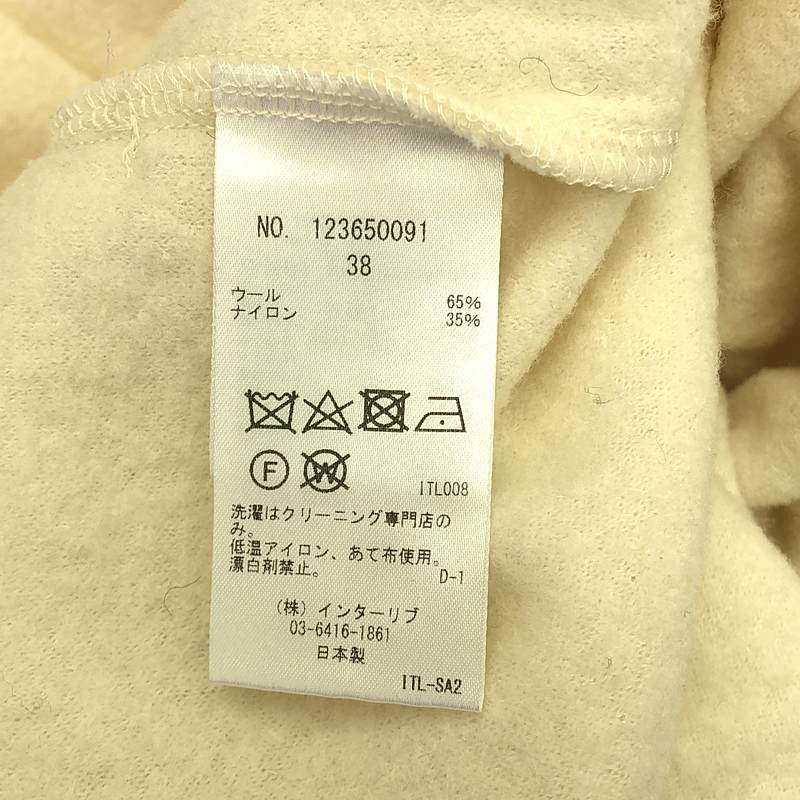 NO. 123650091
38
ウール 65%
ナイロン 35%
F W
ITL008
洗濯はクリーニング専門店の
み。
低温アイロン、あて布使用。
漂白剤禁止。 D-1
(株)インターリブ
03-6416-1861
日本製
ITL-SA2